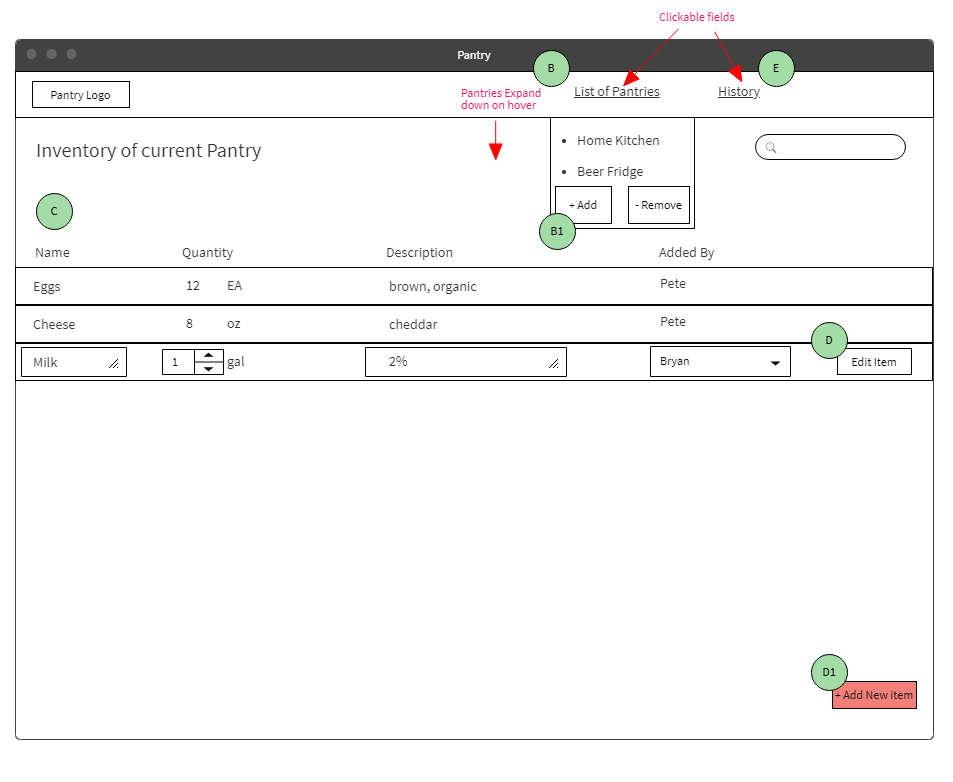 Clickable fields
Pantry
B
E
Pantry Logo
Pantries Expand
down on hover
List of Pantries
History
Inventory of current Pantry
• Home Kitchen
• Beer Fridge
+ Add
- Remove
C
B1
Name Quantity Description Added By
Eggs 12 EA brown, organic Pete
Cheese 8 oz cheddar Pete
D
Milk 1 gal 2% Bryan Edit Item
D1
+ Add New item